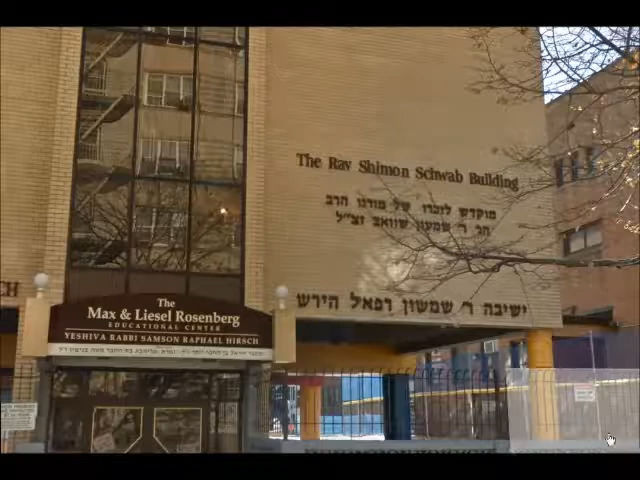 The Rav Shimon Schwab Building
מוקדש לזכרו של מורנו הרב
הג׳ ר׳ שמעון שוואב זצ״ל
ישיבה ר׳ שמשון רפאל הירש
The
Max & Liesel Rosenberg
EDUCATIONAL CENTER
YESHIVA RABBI SAMSON RAPHAEL HIRSCH